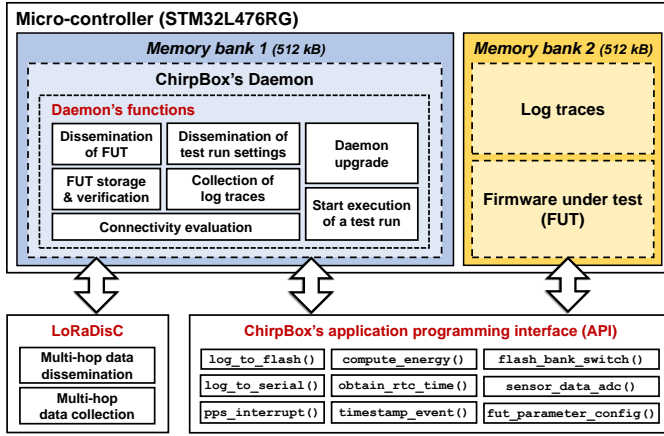 Micro-controller (STM32L476RG)
Memory bank 1 (512 kB)
ChirpBox's Daemon
Daemon's functions
Dissemination
of FUT
Dissemination of
test run settings
Daemon
upgrade
FUT storage
& verification
Collection of
log traces
Start execution
of a test run
Connectivity evaluation
Memory bank 2 (512 kB)
Log traces
Firmware under test
(FUT)
LoRaDisC
Multi-hop data
dissemination
Multi-hop
data collection
ChirpBox's application programming interface (API)
log_to_flash()
compute_energy()
flash_bank_switch()
log_to_serial()
obtain_rtc_time()
sensor_data_adc()
pps_interrupt()
timestamp_event()
fut_parameter_config()